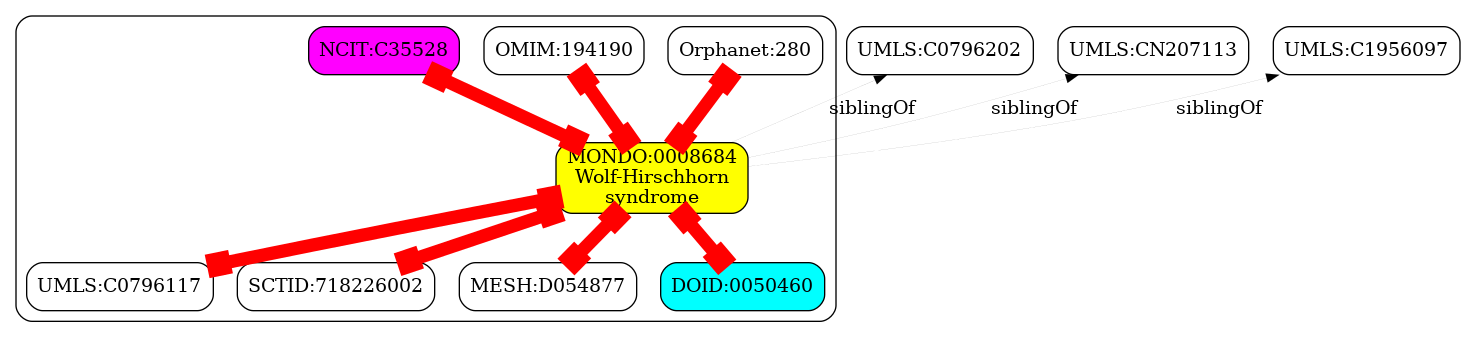 NCIT:C35528
OMIM:194190
Orphanet:280
UMLS:C0796202
UMLS:CN207113
UMLS:C1956097
siblingOf
siblingOf
siblingOf
MONDO:0008684
Wolf-Hirschhorn
syndrome
UMLS:C0796117
SCTID:718226002
MESH:D054877
DOID:0050460